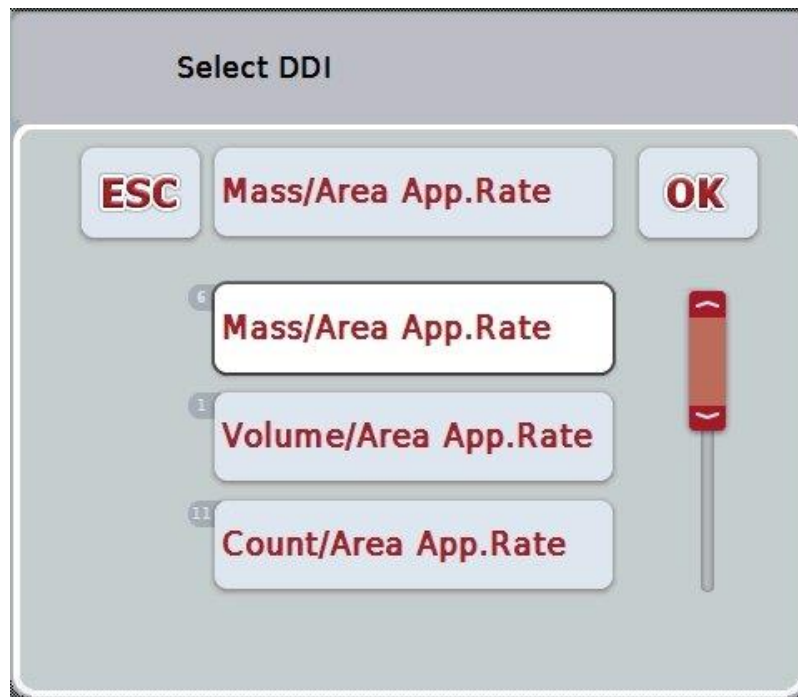 Select DDI
ESC Mass/Area App.Rate OK
6 Mass/Area App.Rate
1 Volume/Area App.Rate
11 Count/Area App.Rate